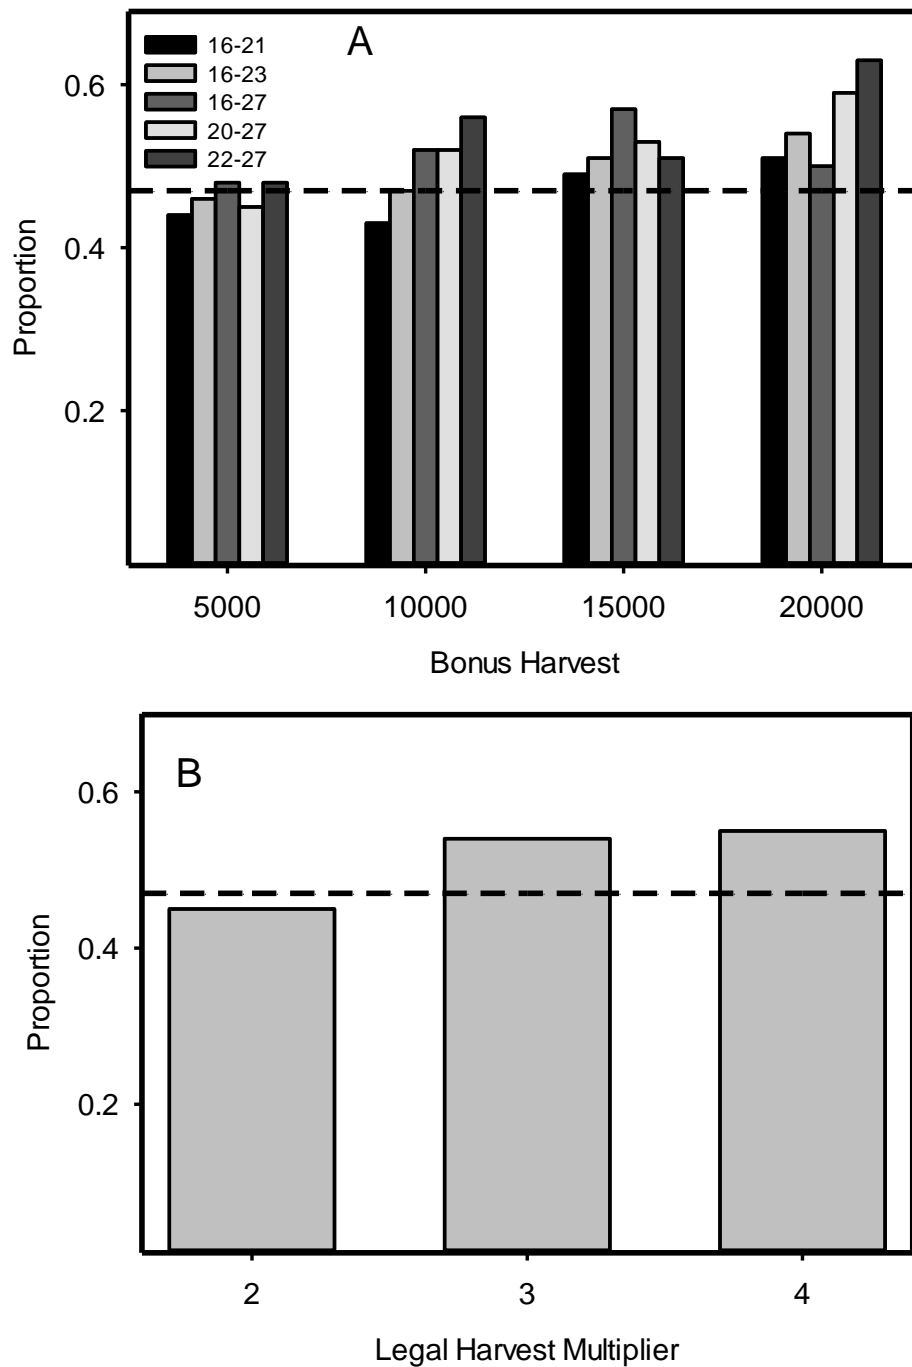 A
16-21
16-23
16-27
20-27
22-27
0.6
0.4
0.2
Proportion
5000 10000 15000 20000
Bonus Harvest
B
0.6
0.4
0.2
Proportion
2 3 4
Legal Harvest Multiplier